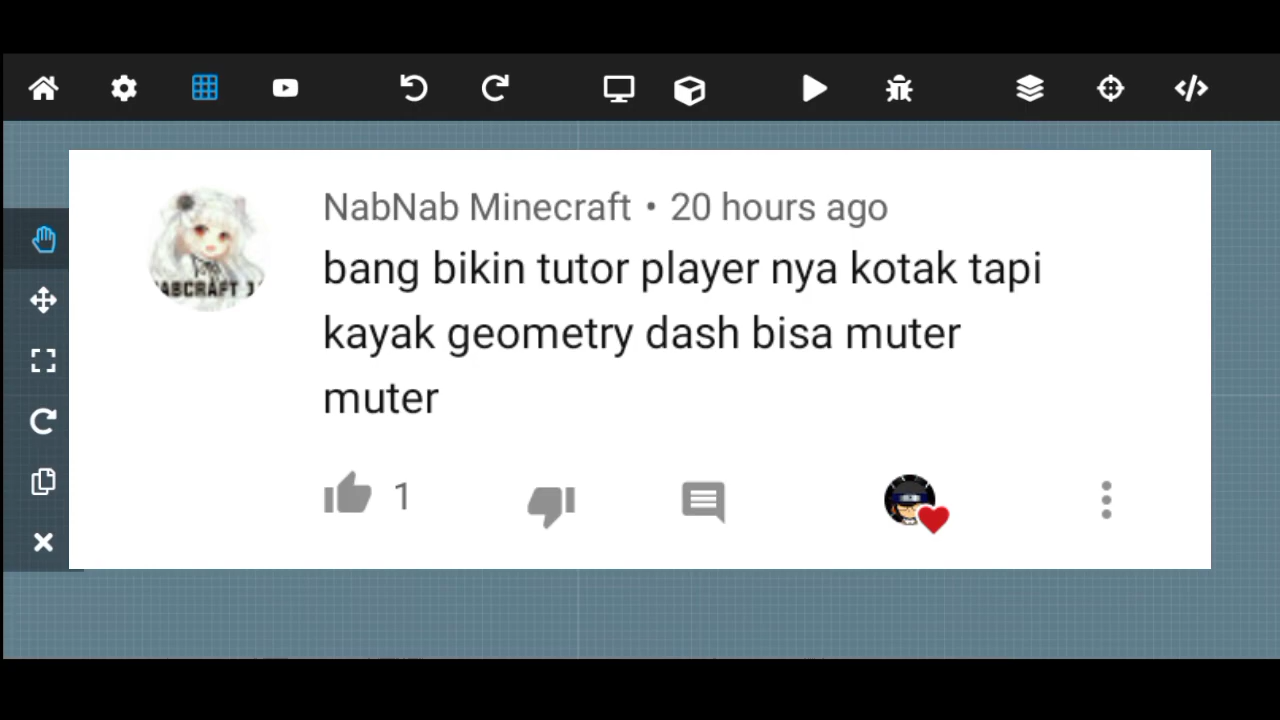 NabNab Minecraft • 20 hours ago
bang bikin tutor player nya kotak tapi
kayak geometry dash bisa muter
muter
1